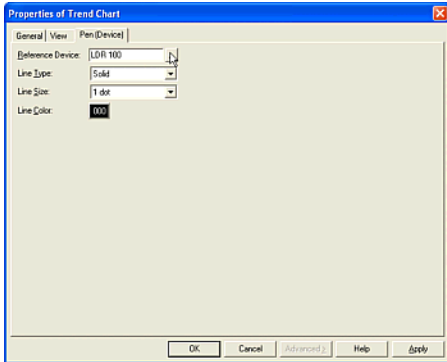 Properties of Trend Chart
General View Pen (Device)
Reference Device: LDR 100
Line Type: Solid
Line Size: 1 dot
Line Color: 000
OK Cancel Advanced >> Help Apply